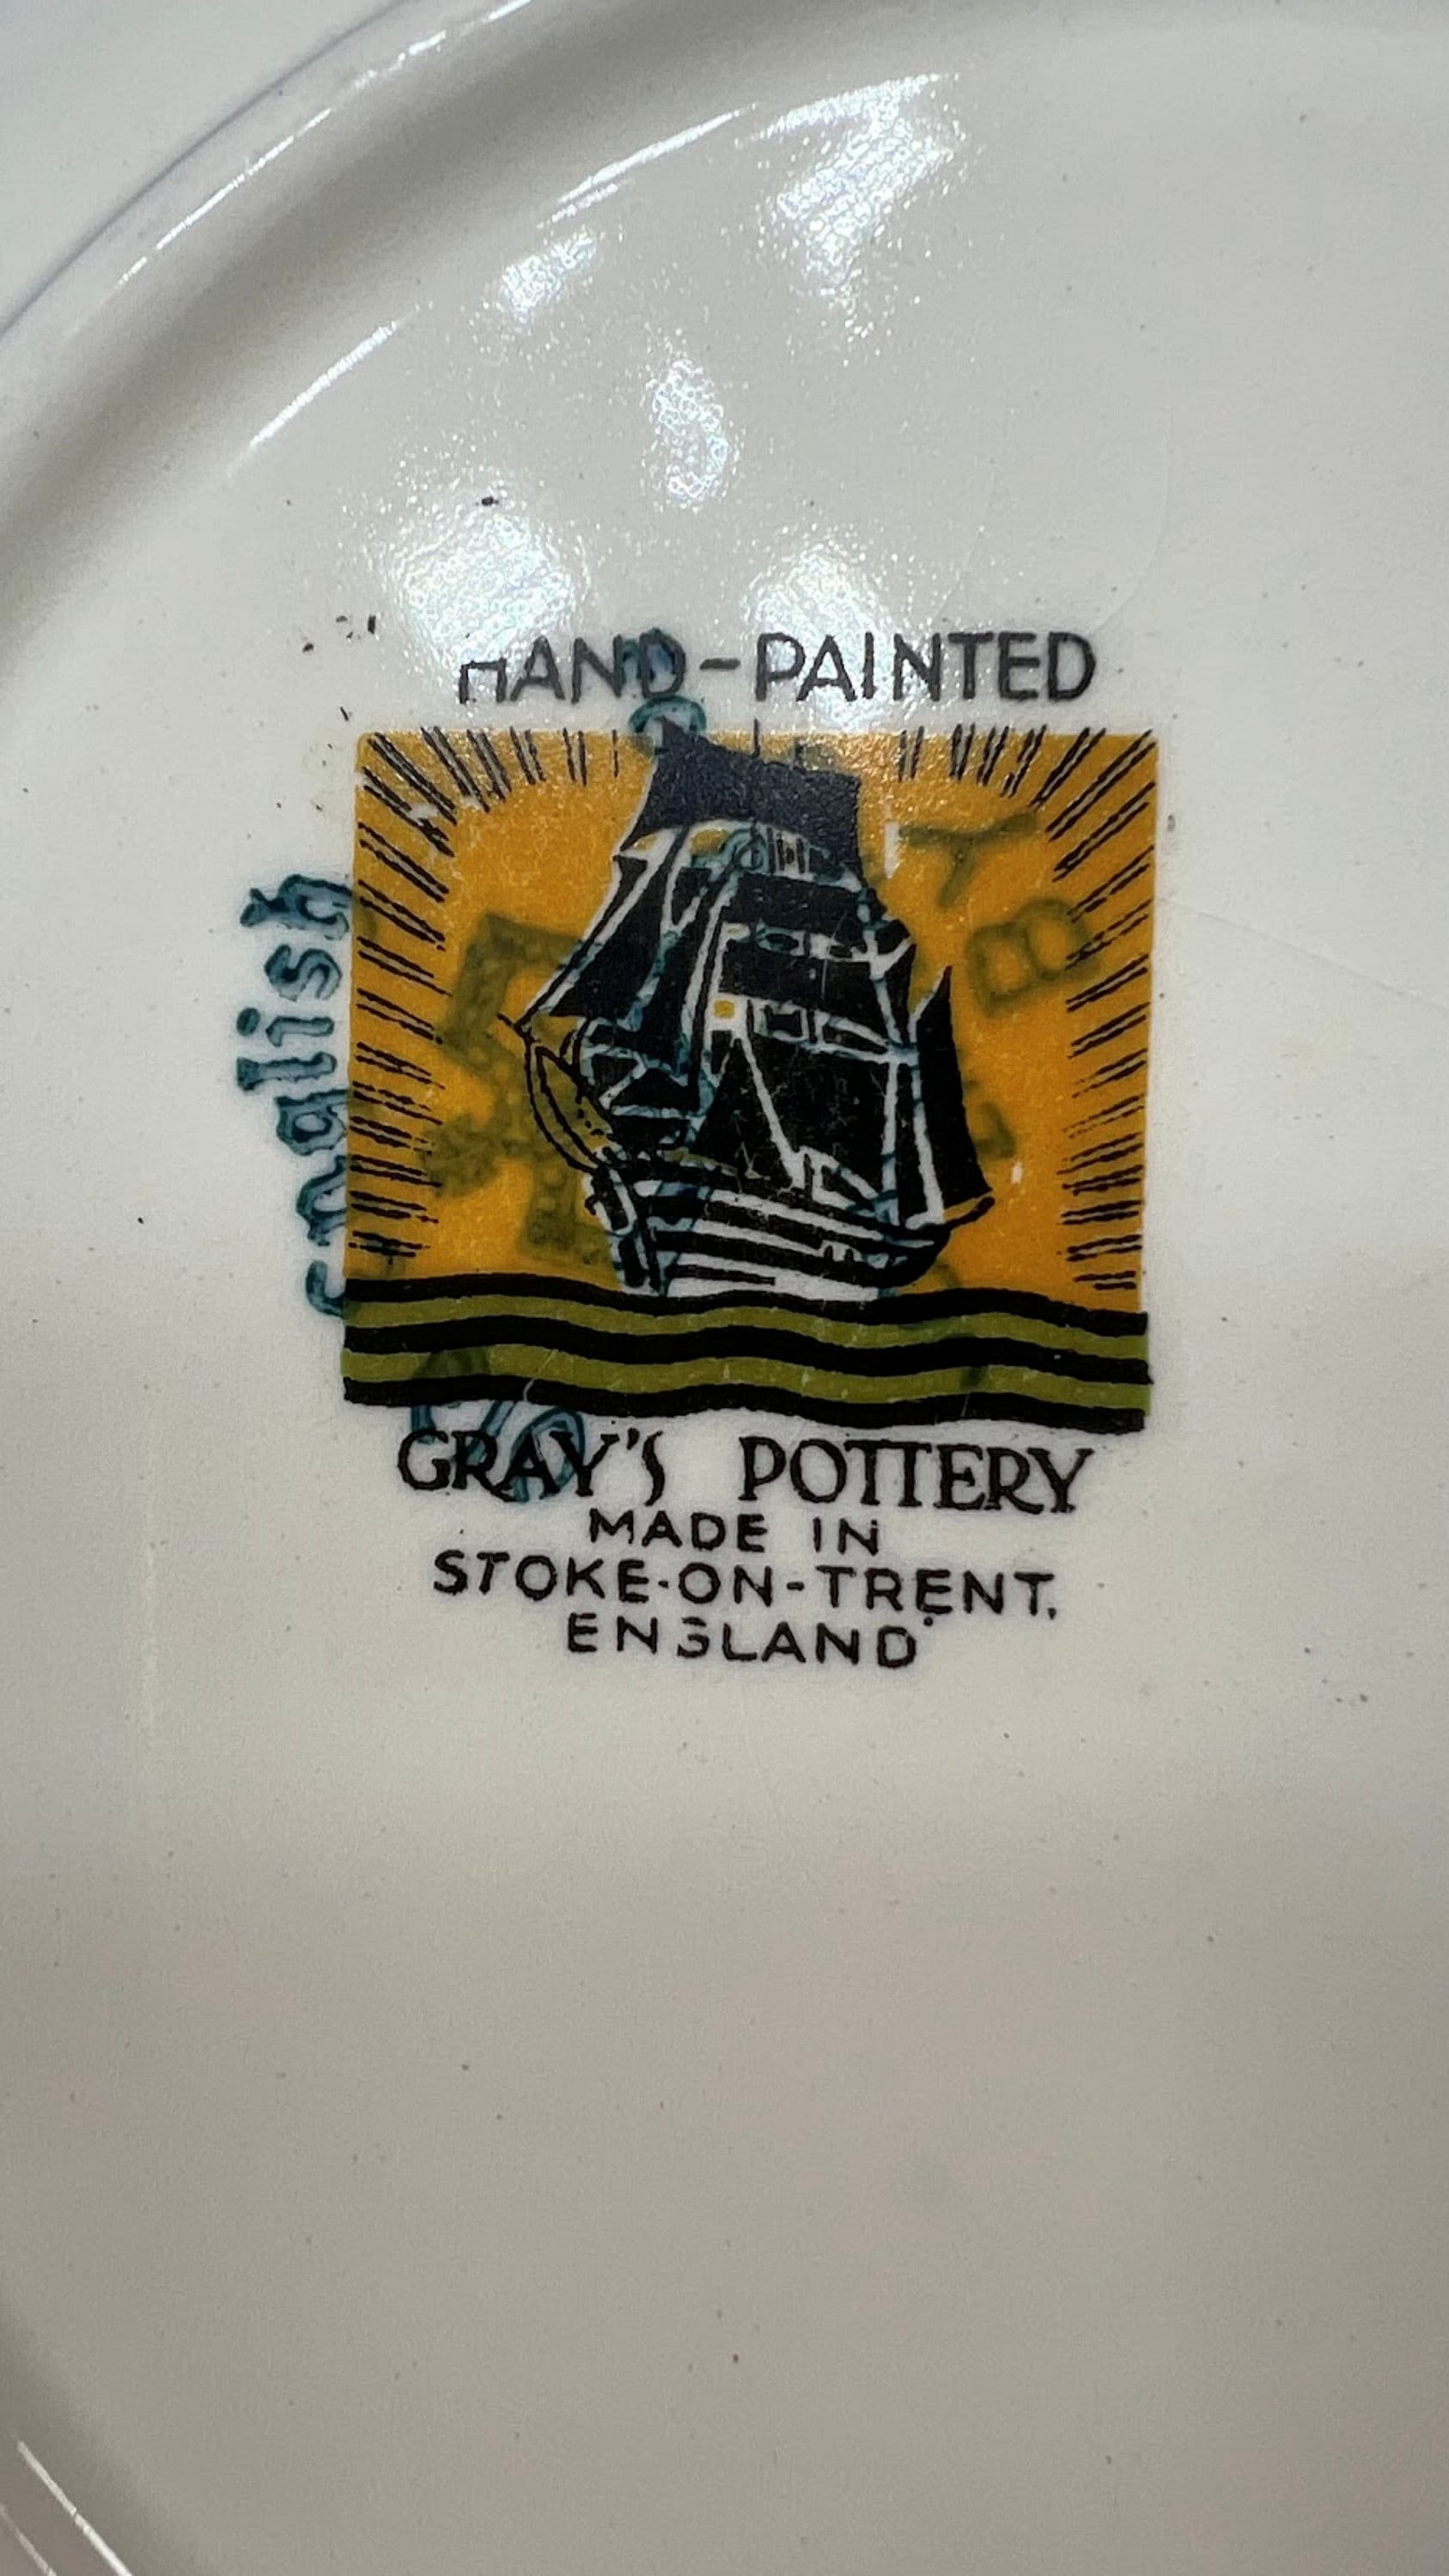 HAND-PAINTED
English
GRAY'S POTTERY
MADE IN
STOKE-ON-TRENT.
ENGLAND